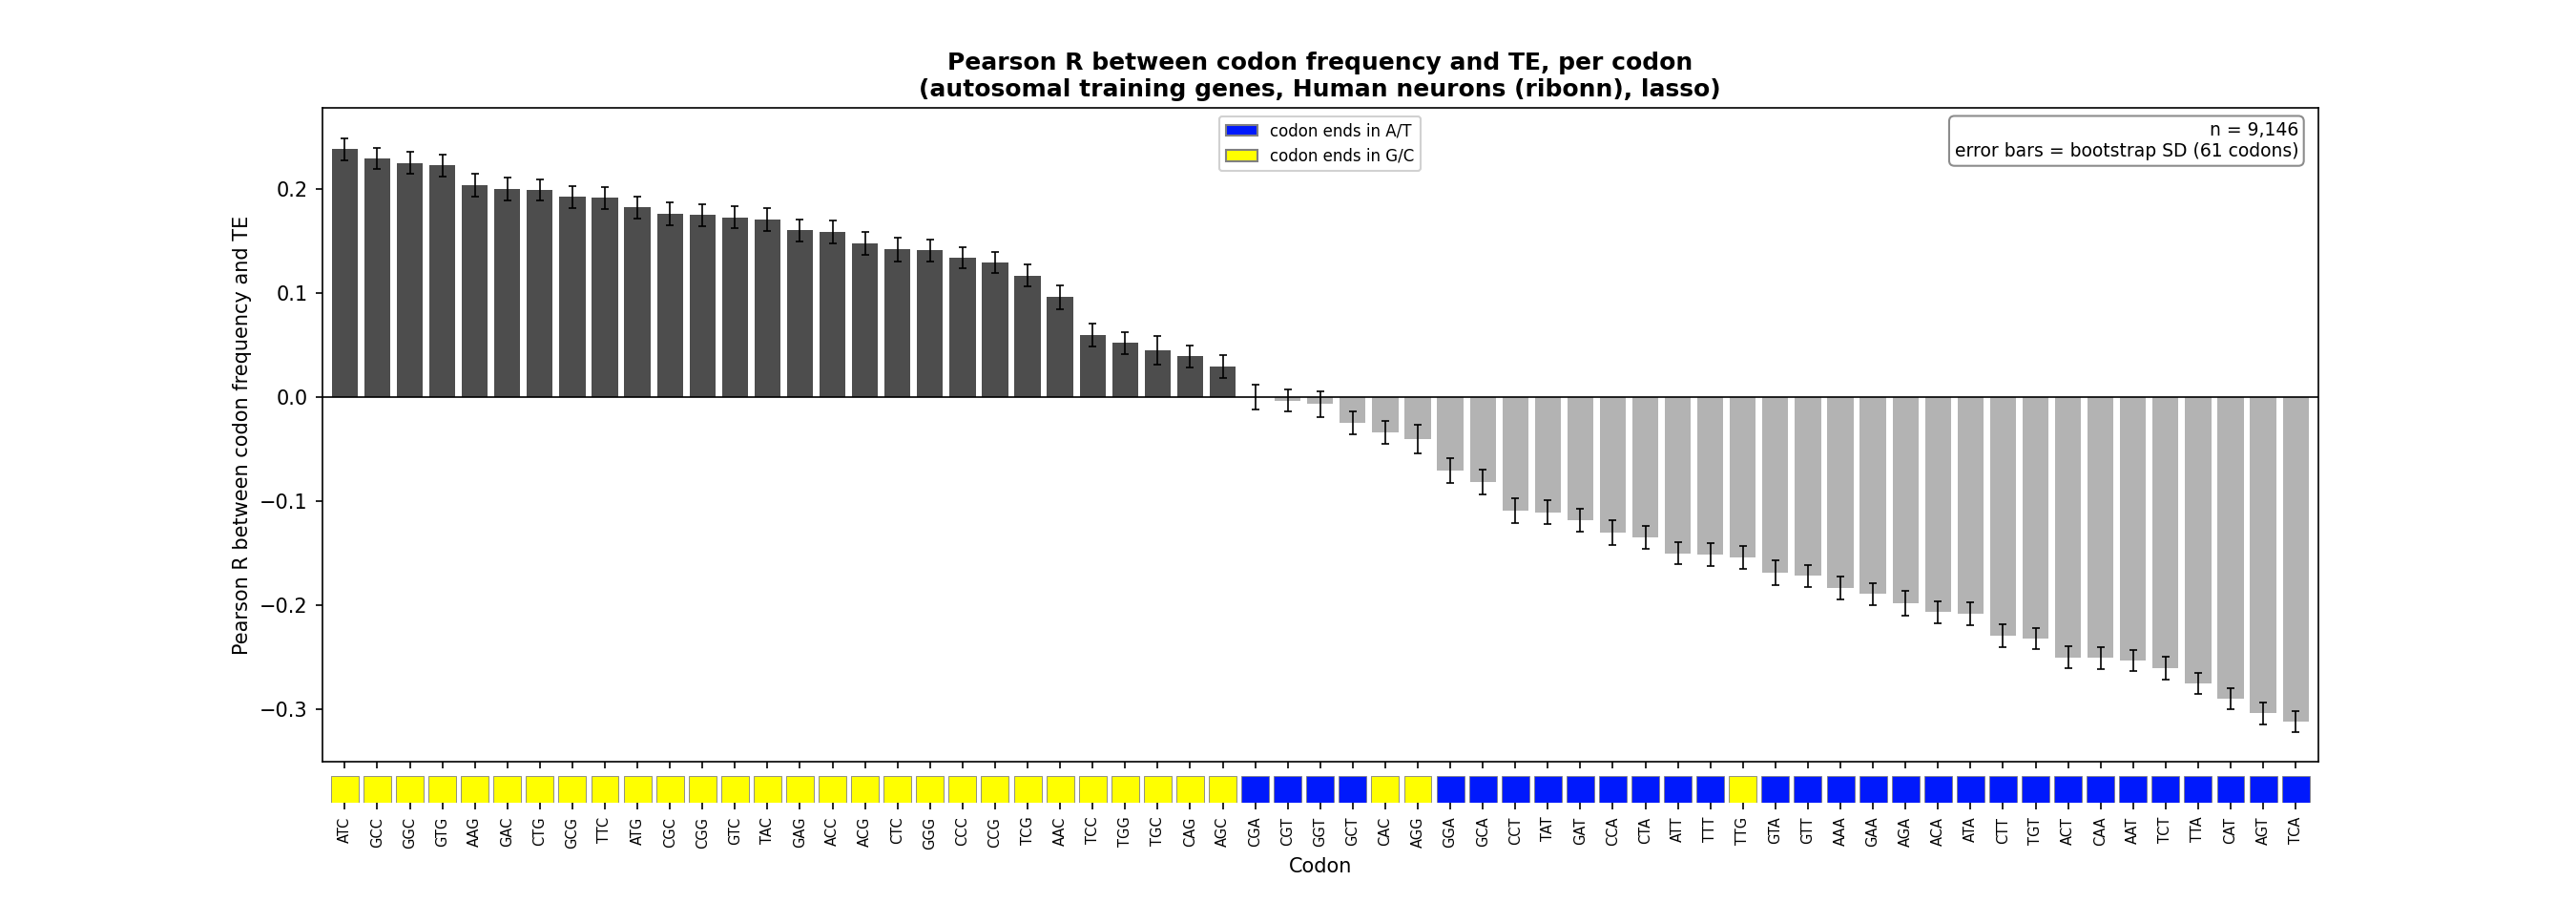 Pearson R between codon frequency and TE, per codon
(autosomal training genes, Human neurons (ribonn), lasso)
codon ends in A/T
codon ends in G/C
n = 9,146
error bars = bootstrap SD (61 codons)
Pearson R between codon frequency and TE
0.2
0.1
0.0
−0.1
−0.2
−0.3
ATC
GCC
GGC
GTG
AAG
GAC
CTG
GCG
TTC
ATG
CGC
CGG
GTC
TAC
GAG
ACC
ACG
CTC
GGG
CCC
CCG
TCG
AAC
TCC
TGG
TGC
CAG
AGC
CGA
CGT
GGT
GCT
CAC
AGG
GGA
GCA
CCT
TAT
GAT
CCA
CTA
ATT
TTT
TTG
GTA
GTT
AAA
GAA
AGA
ACA
ATA
CTT
TGT
ACT
CAA
AAT
TCT
TTA
CAT
AGT
TCA
Codon